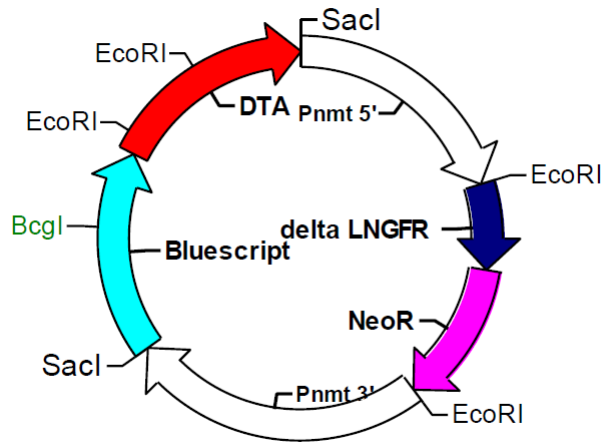 SacI
EcoRI
DTA
Pnmt 5'
EcoRI
EcoRI
delta LNGFR
BcgI
Bluescript
NeoR
SacI
Pnmt 3'
EcoRI